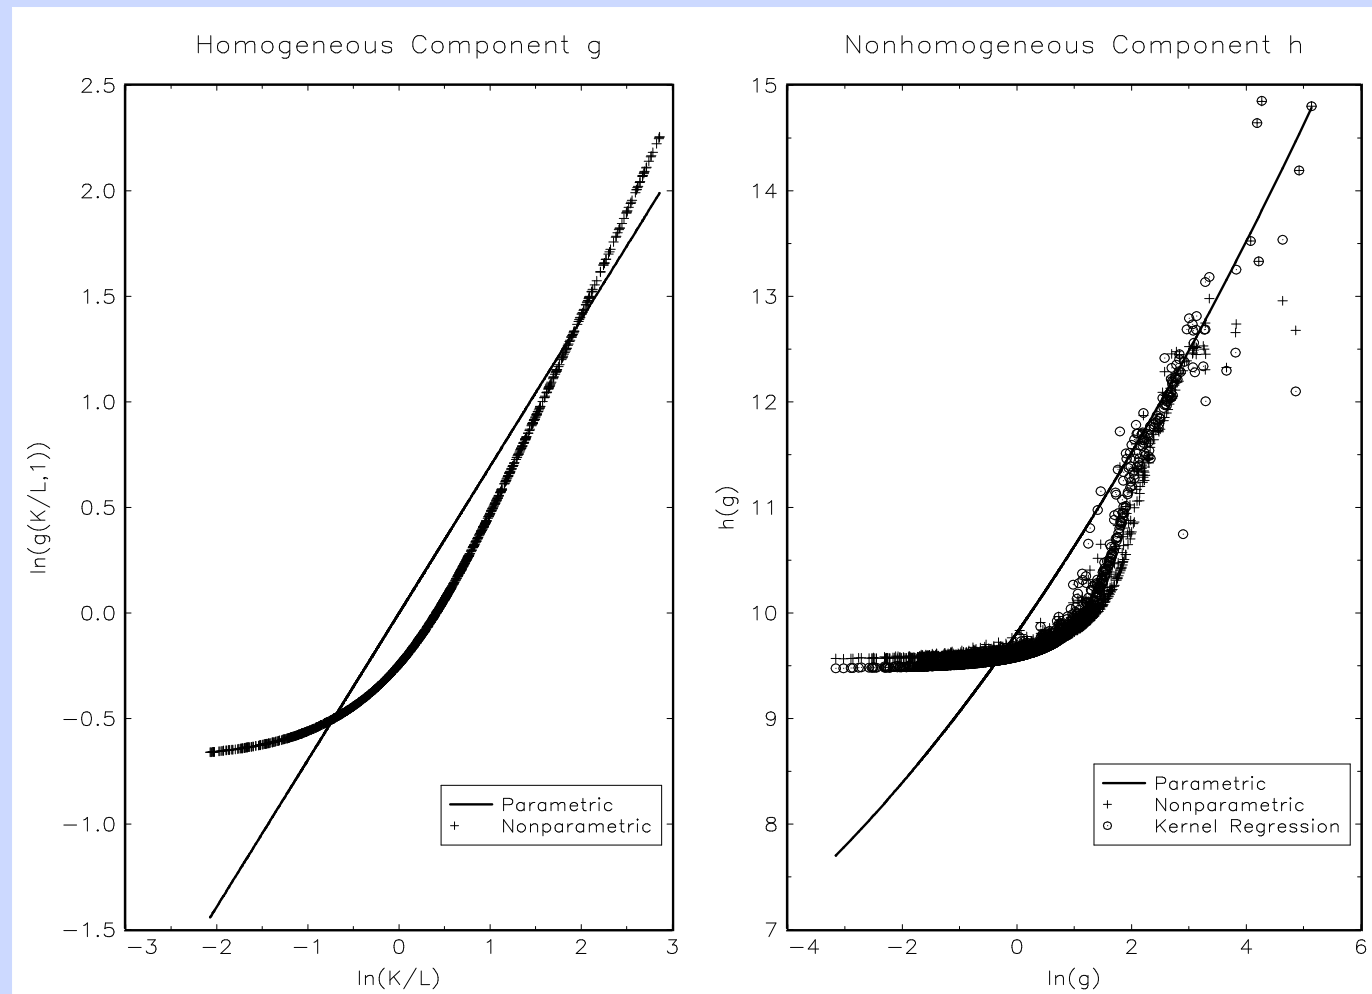 Homogeneous Component g
2.5
2.0
1.5
1.0
0.5
0.0
−0.5
−1.0
−1.5
ln(g(K/L,1))
Parametric
Nonparametric
−3 −2 −1 0 1 2 3
ln(K/L)
Nonhomogeneous Component h
15
14
13
12
11
10
9
8
7
h(g)
Parametric
Nonparametric
Kernel Regression
−4 −2 0 2 4 6
ln(g)